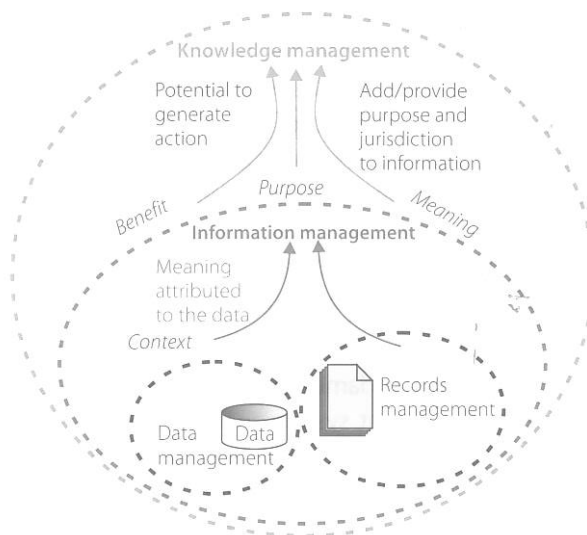 Knowledge management
Potential to
generate
action
Add/provide
purpose and
jurisdiction
to information
Benefit
Purpose
Meaning
Information management
Meaning
attributed
to the data
Context
Data
management
Data
Records
management